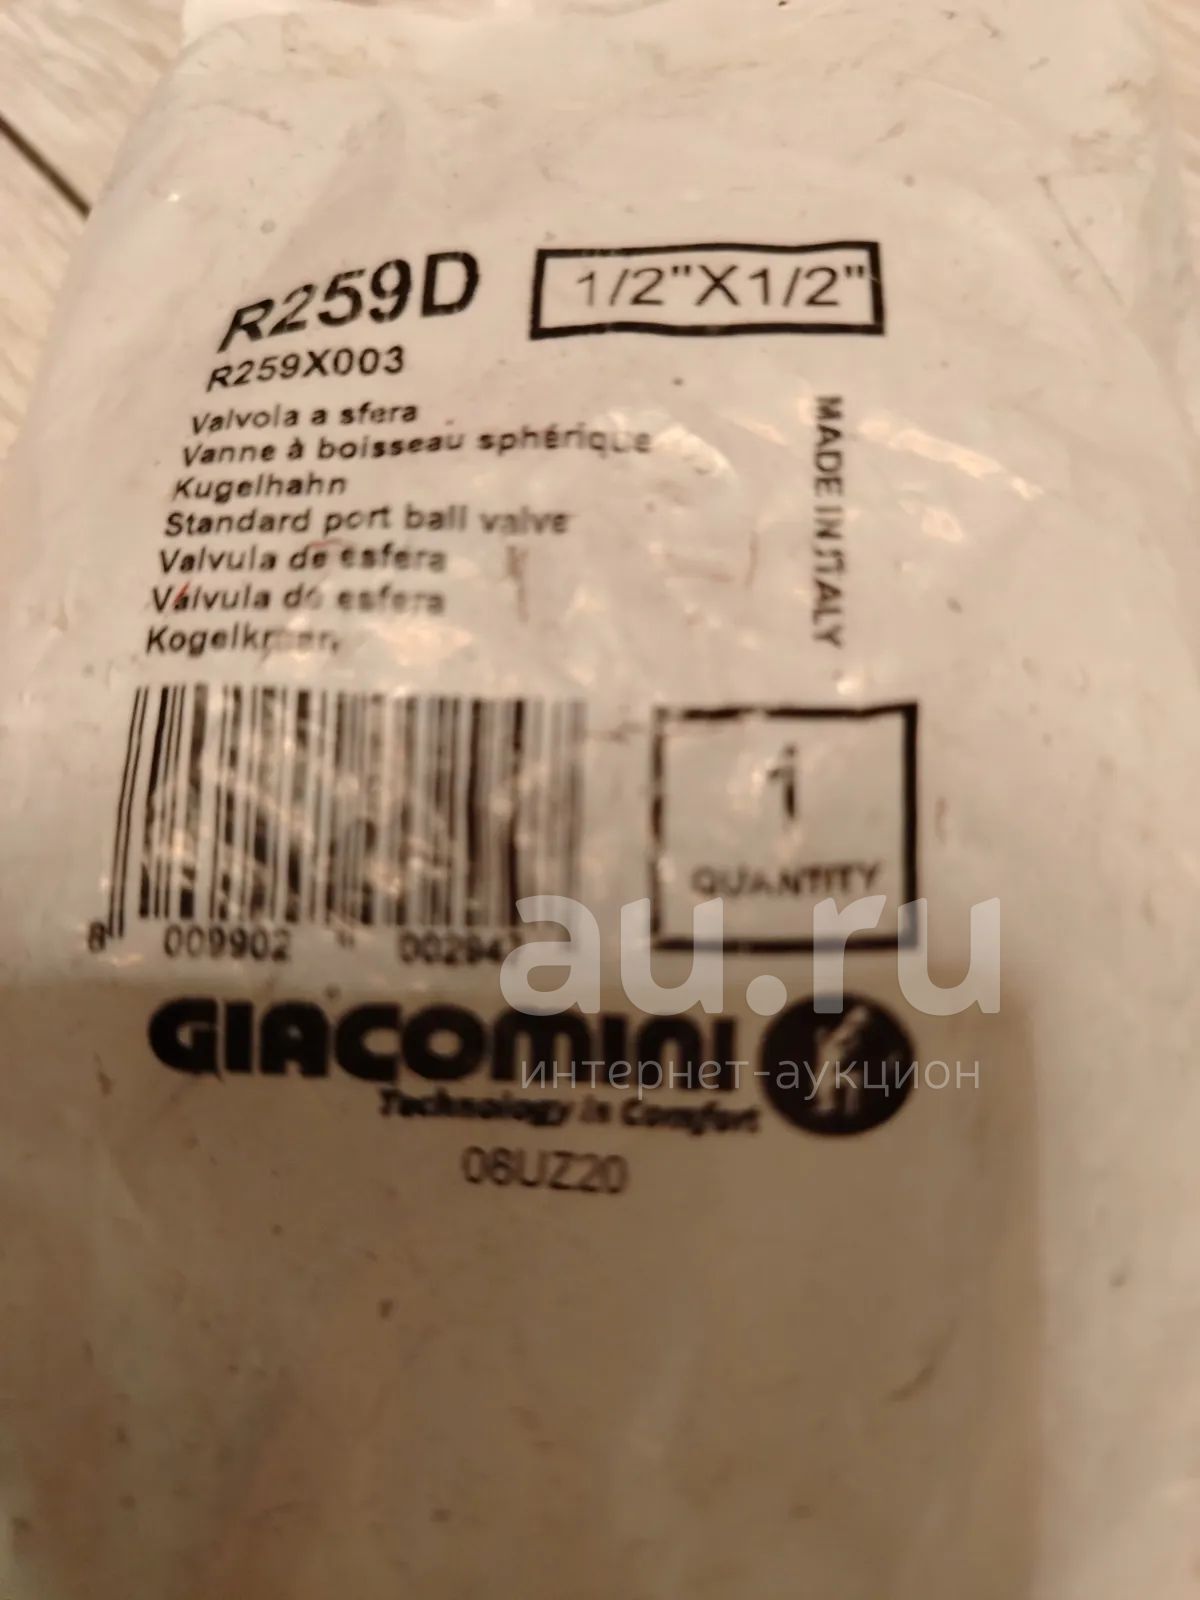 R259D
1/2"X1/2"
R259X003
Valvola a sfera
Vanne à boisseau sphérique
Kugelhahn
Standard port ball valve
Valvula de esfera
Válvula de esfera
MADE IN ITALY
1
QUANTITY
8 009902 002947
au.ru
интернет-аукцион
GIACOMINI
Technology in Comfort
06UZ20